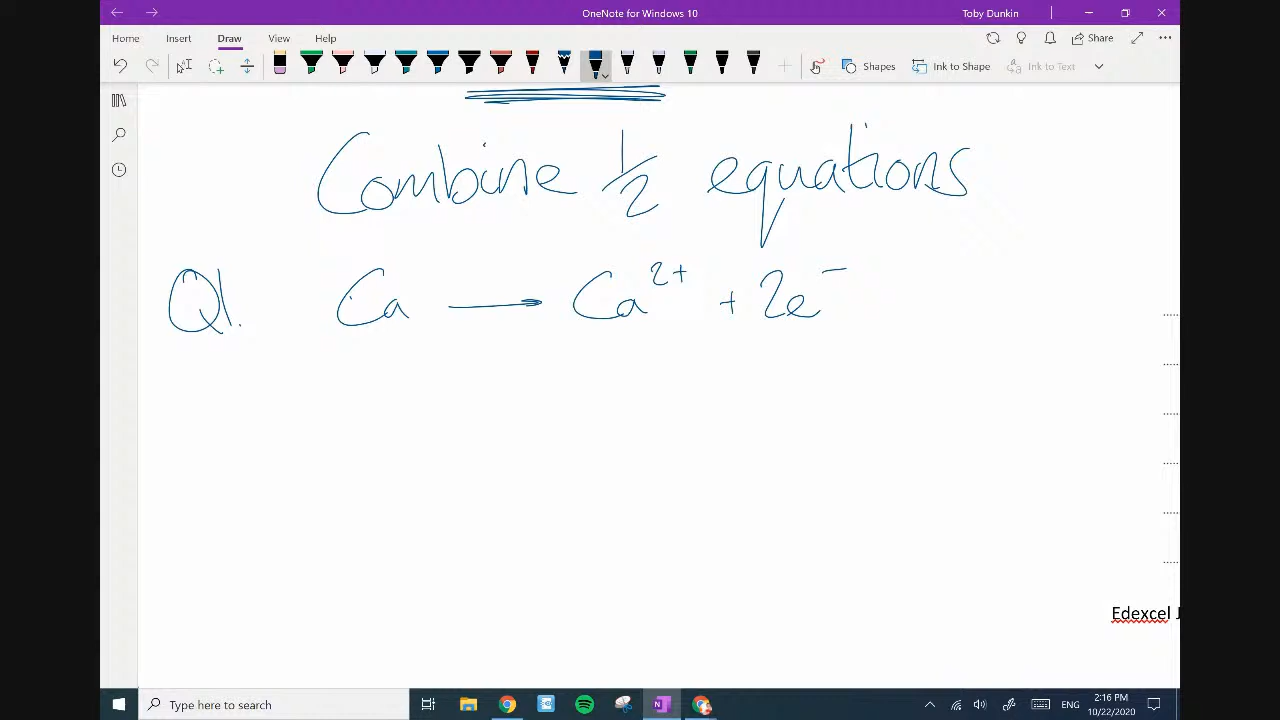 OneNote for Windows 10
Toby Dunkin
Home Insert Draw View Help
Share
Shapes
Ink to Shape
Ink to Text
Combine 1/2 equations
Q1. Ca → Ca²⁺ + 2e⁻
Edexcel J
Type here to search
ENG
2:16 PM
10/22/2020